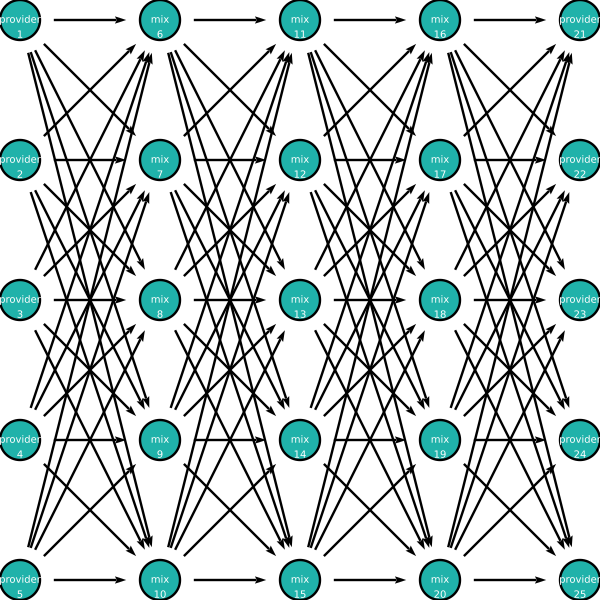 provider
1
mix
6
mix
11
mix
16
provider
21
provider
2
mix
7
mix
12
mix
17
provider
22
provider
3
mix
8
mix
13
mix
18
provider
23
provider
4
mix
9
mix
14
mix
19
provider
24
provider
5
mix
10
mix
15
mix
20
provider
25